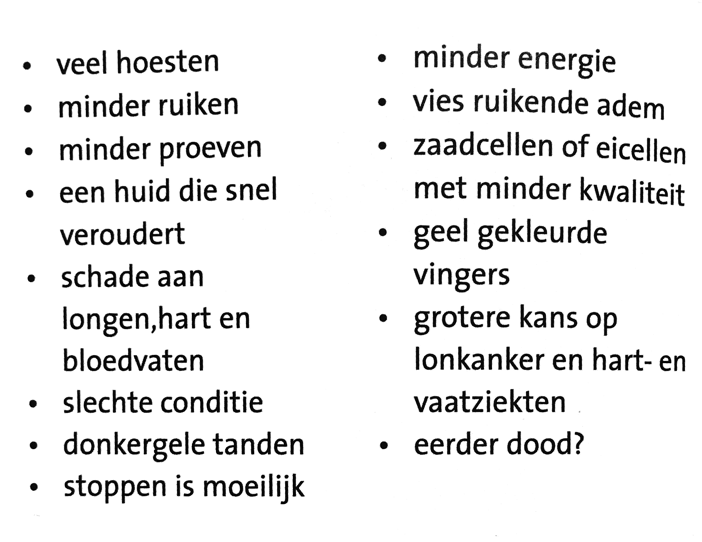 • veel hoesten
• minder ruiken
• minder proeven
• een huid die snel
veroudert
• schade aan
longen,hart en
bloedvaten
• slechte conditie
• donkergele tanden
• stoppen is moeilijk
• minder energie
• vies ruikende adem
• zaadcellen of eicellen
met minder kwaliteit
• geel gekleurde
vingers
• grotere kans op
lonkanker en hart- en
vaatziekten
• eerder dood?